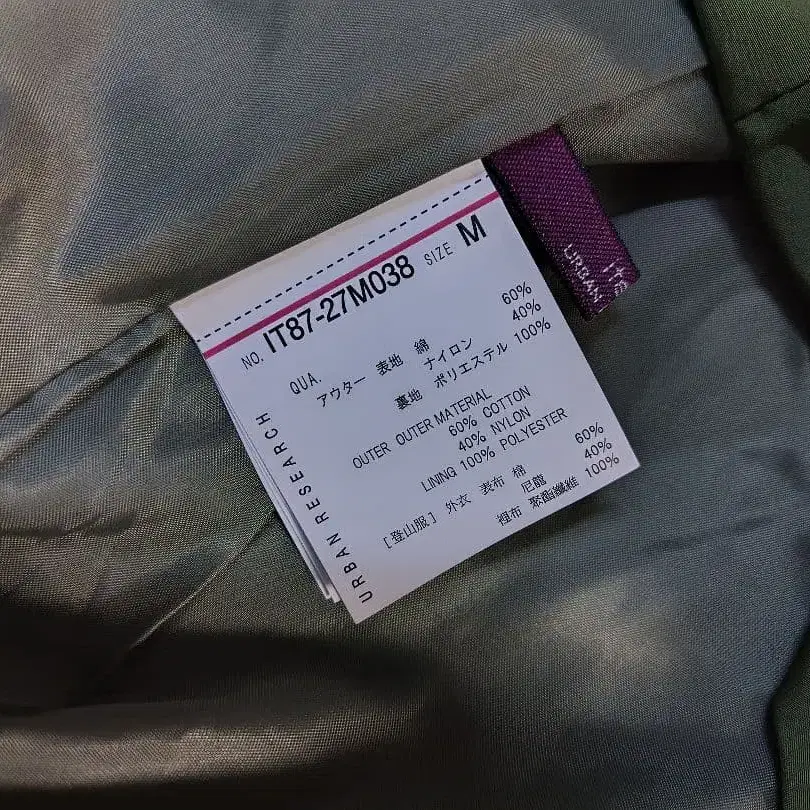 NO. IT87-27M038 SIZE M
QUA.
アウター 表地 綿 60%
ナイロン 40%
裏地 ポリエステル 100%
OUTER OUTER MATERIAL
60% COTTON
40% NYLON
LINING 100% POLYESTER
[登山服] 外衣 表布 棉 60%
尼龍 40%
裡布 聚酯纖維 100%
URBAN RESEARCH
URBAN